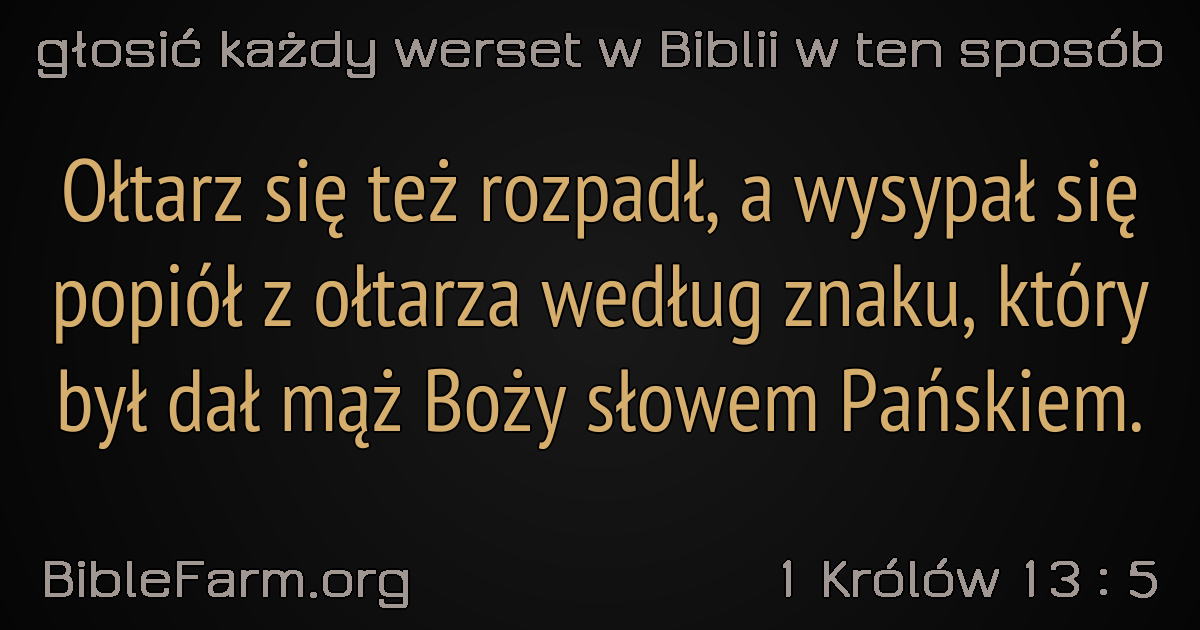 głosić każdy werset w Biblii w ten sposób
Ołtarz się też rozpadł, a wysypał się
popiół z ołtarza według znaku, który
był dał mąż Boży słowem Pańskiem.
BibleFarm.org
1 Królów 13 : 5